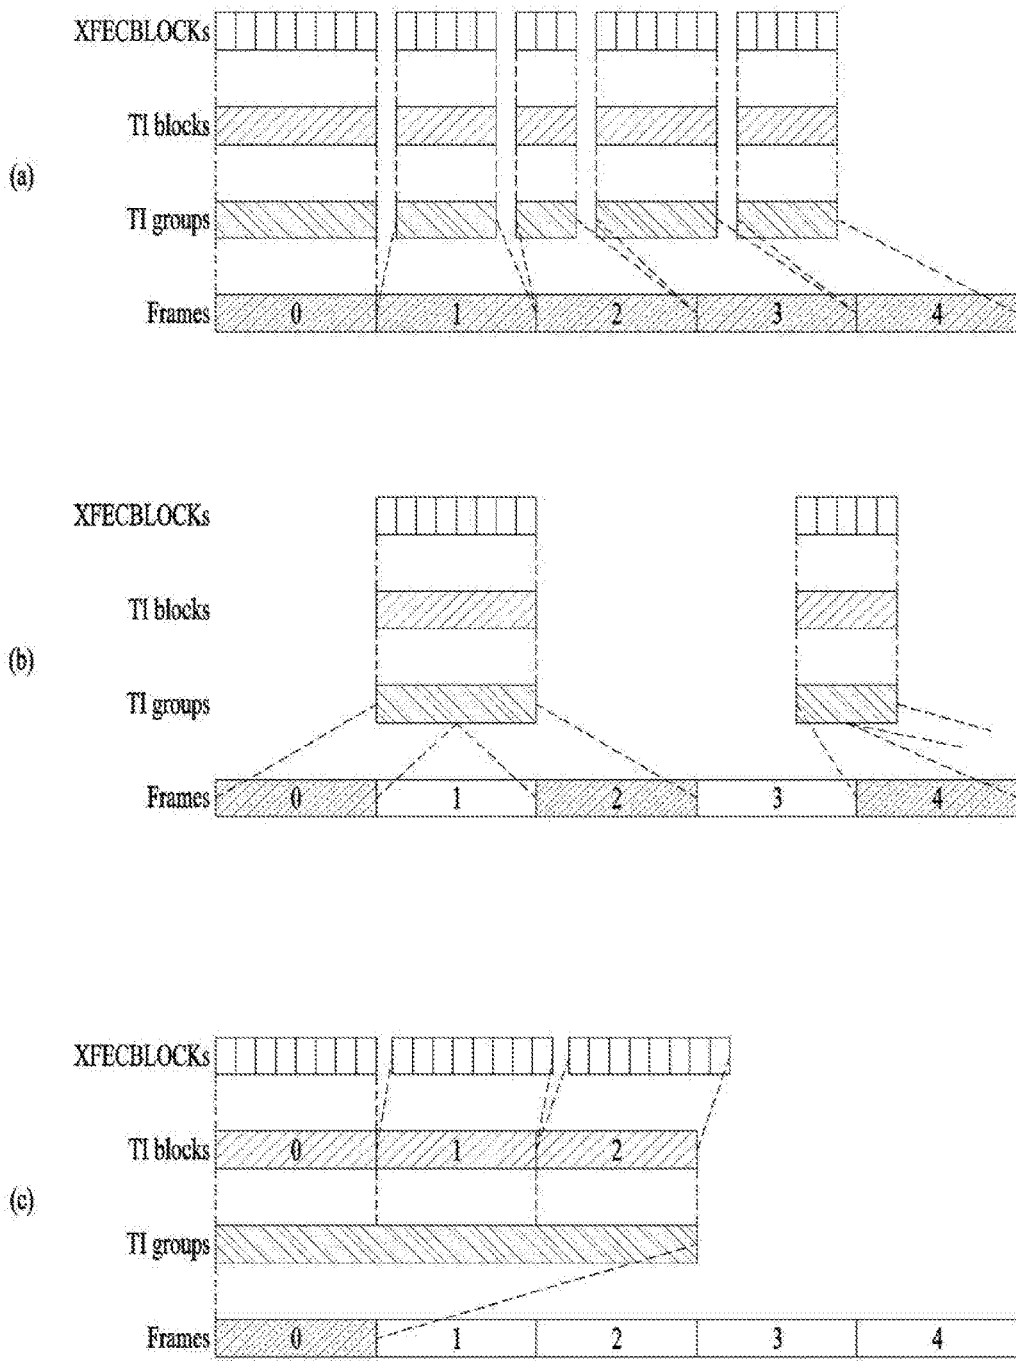 XFECBLOCKs
TI blocks
(a)
TI groups
Frames 0 1 2 3 4
XFECBLOCKs
TI blocks
(b)
TI groups
Frames 0 1 2 3 4
XFECBLOCKs
TI blocks 0 1 2
(c)
TI groups
Frames 0 1 2 3 4